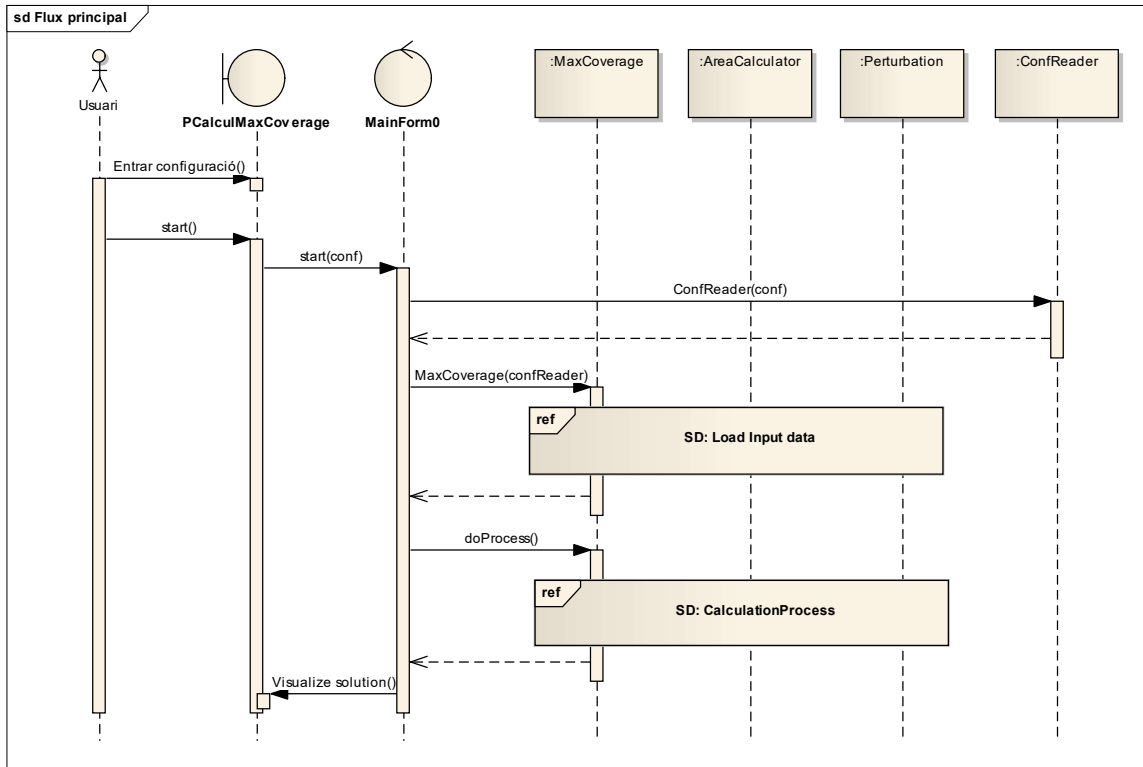 sd Flux principal
Usuari
PCalculMaxCoverage
MainForm0
:MaxCoverage
:AreaCalculator
:Perturbation
:ConfReader
Entrar configuració()
start()
start(conf)
ConfReader(conf)
MaxCoverage(confReader)
ref
SD: Load Input data
doProcess()
ref
SD: CalculationProcess
Visualize solution()